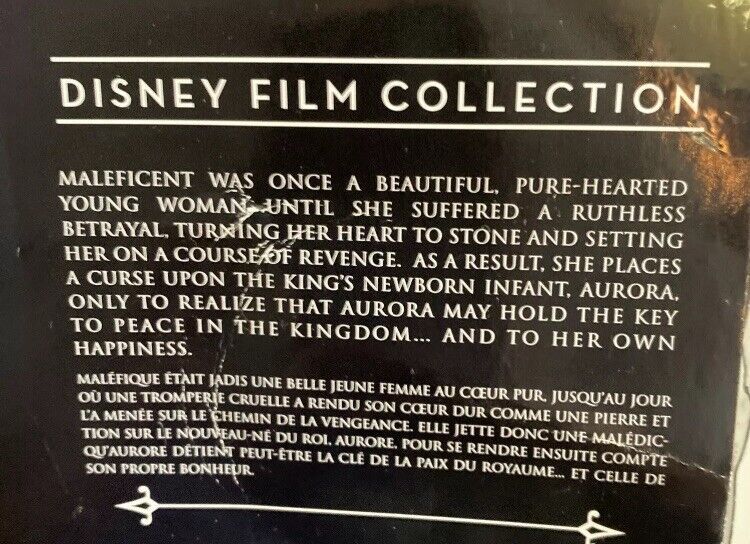 DISNEY FILM COLLECTION
MALEFICENT WAS ONCE A BEAUTIFUL, PURE-HEARTED
YOUNG WOMAN UNTIL SHE SUFFERED A RUTHLESS
BETRAYAL, TURNING HER HEART TO STONE AND SETTING
HER ON A COURSE OF REVENGE. AS A RESULT, SHE PLACES
A CURSE UPON THE KING'S NEWBORN INFANT, AURORA,
ONLY TO REALIZE THAT AURORA MAY HOLD THE KEY
TO PEACE IN THE KINGDOM... AND TO HER OWN
HAPPINESS.
MALÉFIQUE ÉTAIT JADIS UNE BELLE JEUNE FEMME AU CŒUR PUR, JUSQU'AU JOUR
OÙ UNE TROMPERIE CRUELLE A RENDU SON CŒUR DUR COMME UNE PIERRE ET
L'A MENÉE SUR LE CHEMIN DE LA VENGEANCE. ELLE JETTE DONC UNE MALÉDIC-
TION SUR LE NOUVEAU-NÉ DU ROI, AURORE, POUR SE RENDRE ENSUITE COMPTE
QU'AURORE DÉTIENT PEUT-ÊTRE LA CLÉ DE LA PAIX DU ROYAUME... ET CELLE DE
SON PROPRE BONHEUR.